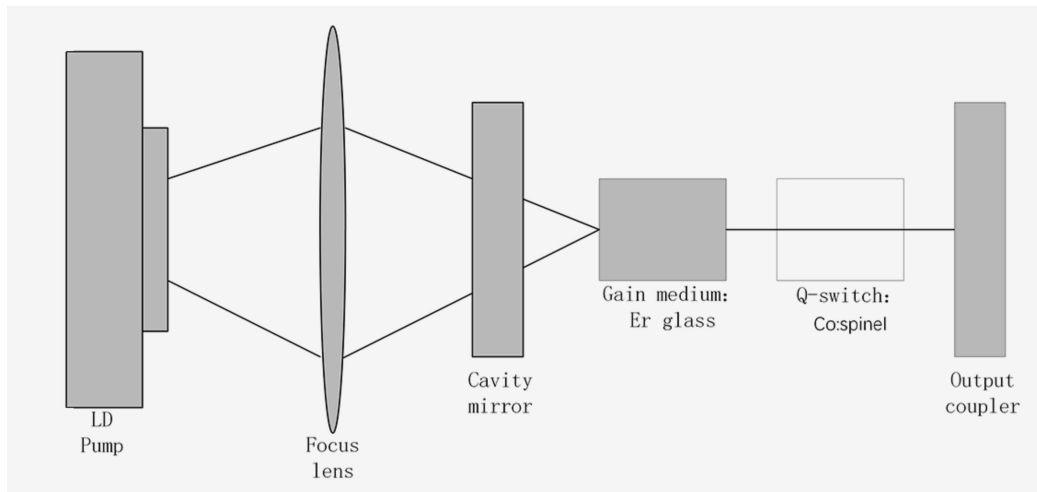 LD
Pump
Focus
lens
Cavity
mirror
Gain medium:
Er glass
Q-switch:
Co:spinel
Output
coupler